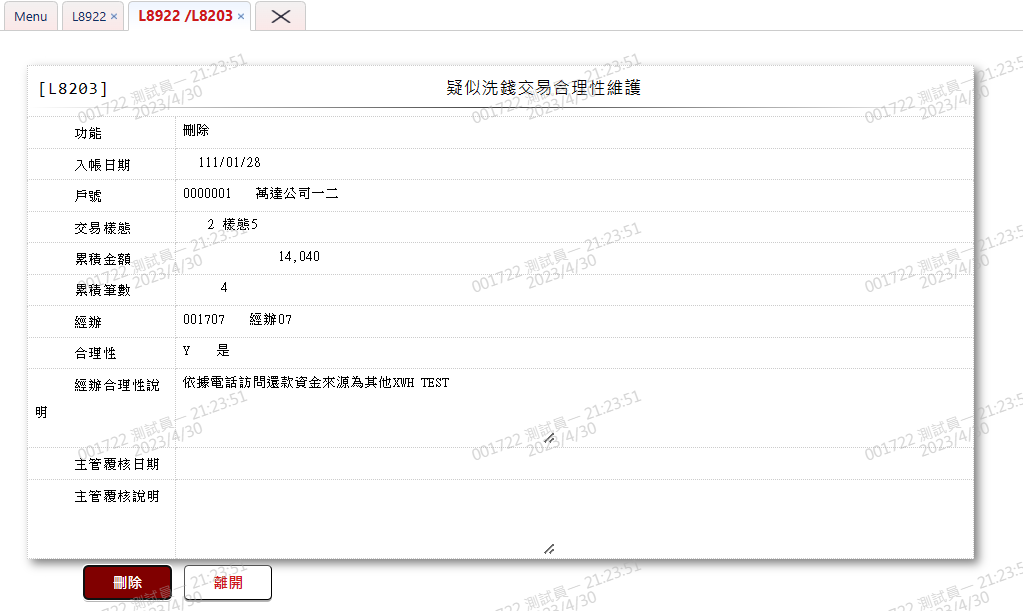 Menu L8922 × L8922 /L8203 ×
[L8203] 疑似洗錢交易合理性維護
功能 刪除
入帳日期 111/01/28
戶號 0000001 萬達公司一二
交易樣態 2 樣態5
累積金額 14,040
累積筆數 4
經辦 001707 經辦07
合理性 Y 是
經辦合理性說 依據電話訪問還款資金來源為其他XWH TEST
明
主管覆核日期
主管覆核說明
刪除 離開
001722 測試員一 21:23:51
2023/4/30